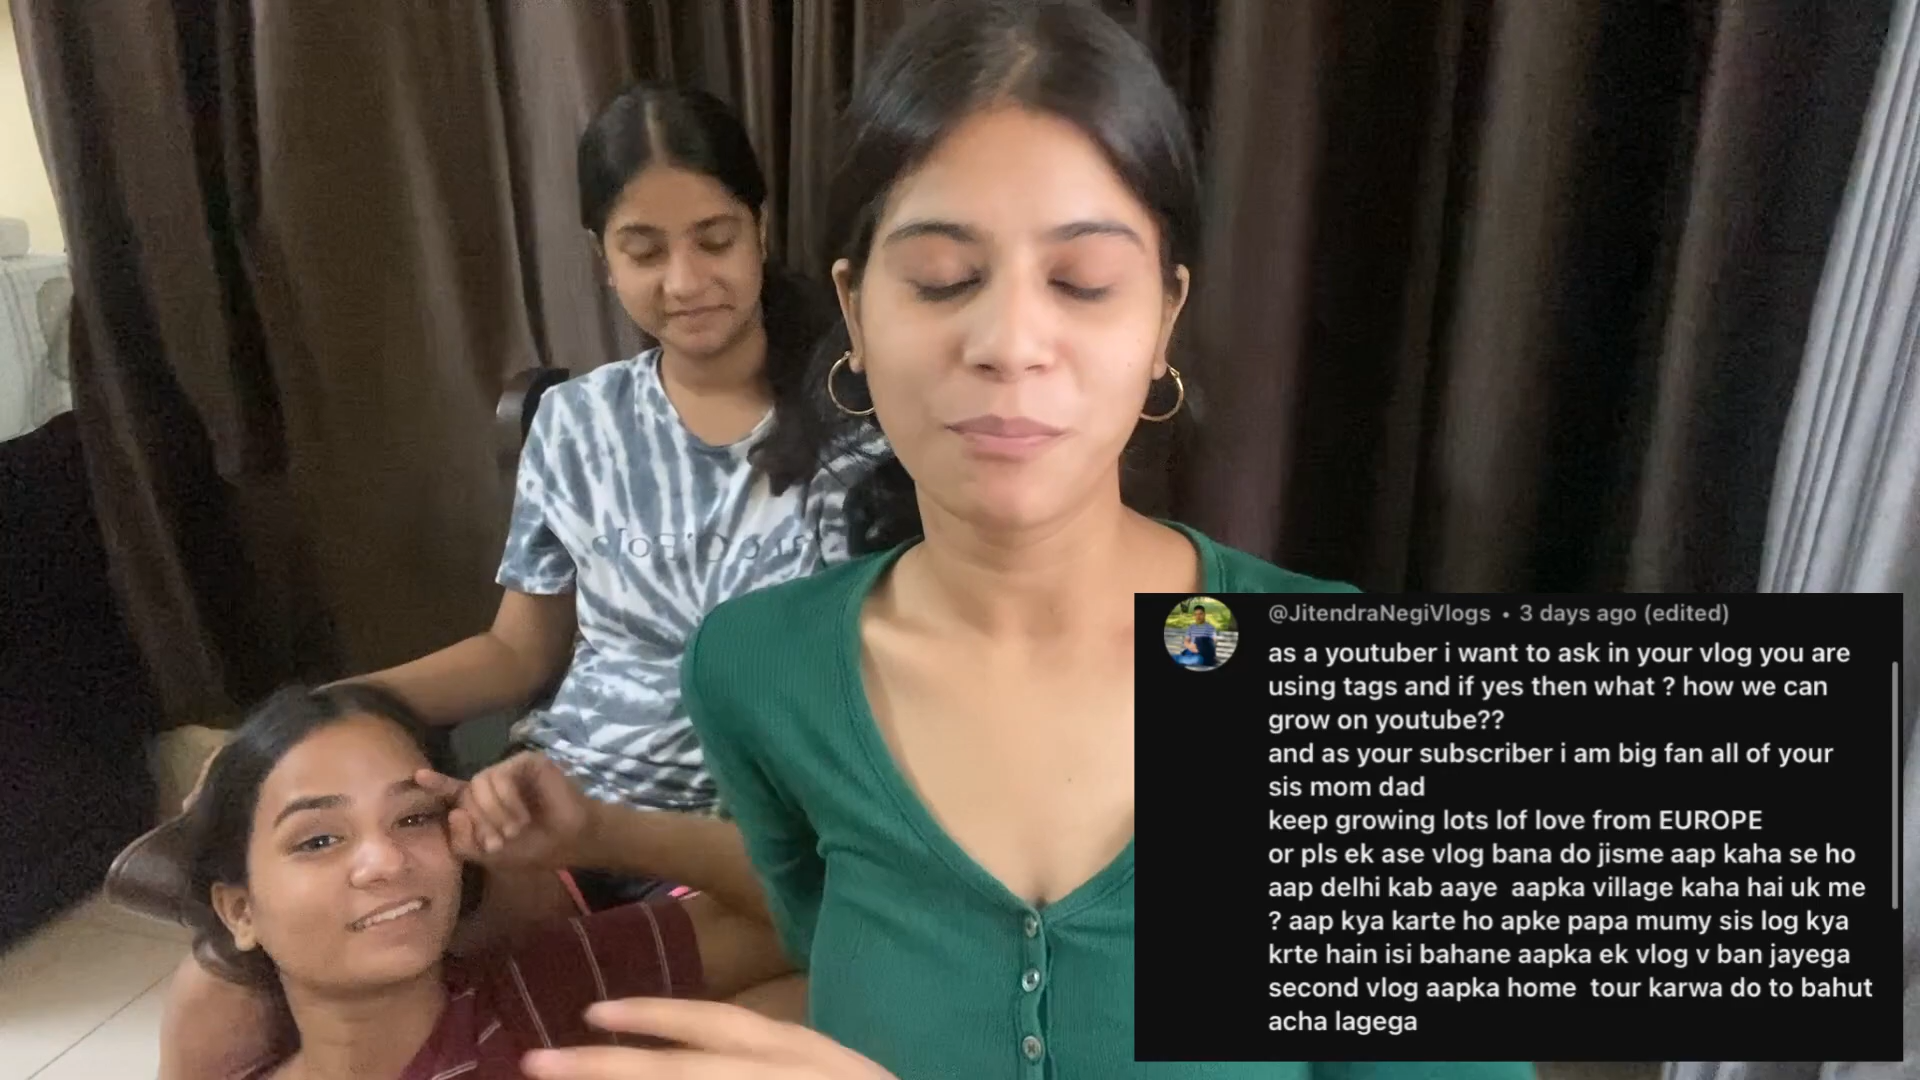 @JitendraNegiVlogs • 3 days ago (edited)
as a youtuber i want to ask in your vlog you are
using tags and if yes then what ? how we can
grow on youtube??
and as your subscriber i am big fan all of your
sis mom dad
keep growing lots lof love from EUROPE
or pls ek ase vlog bana do jisme aap kaha se ho
aap delhi kab aaye aapka village kaha hai uk me
? aap kya karte ho apke papa mumy sis log kya
krte hain isi bahane aapka ek vlog v ban jayega
second vlog aapka home tour karwa do to bahut
acha lagega